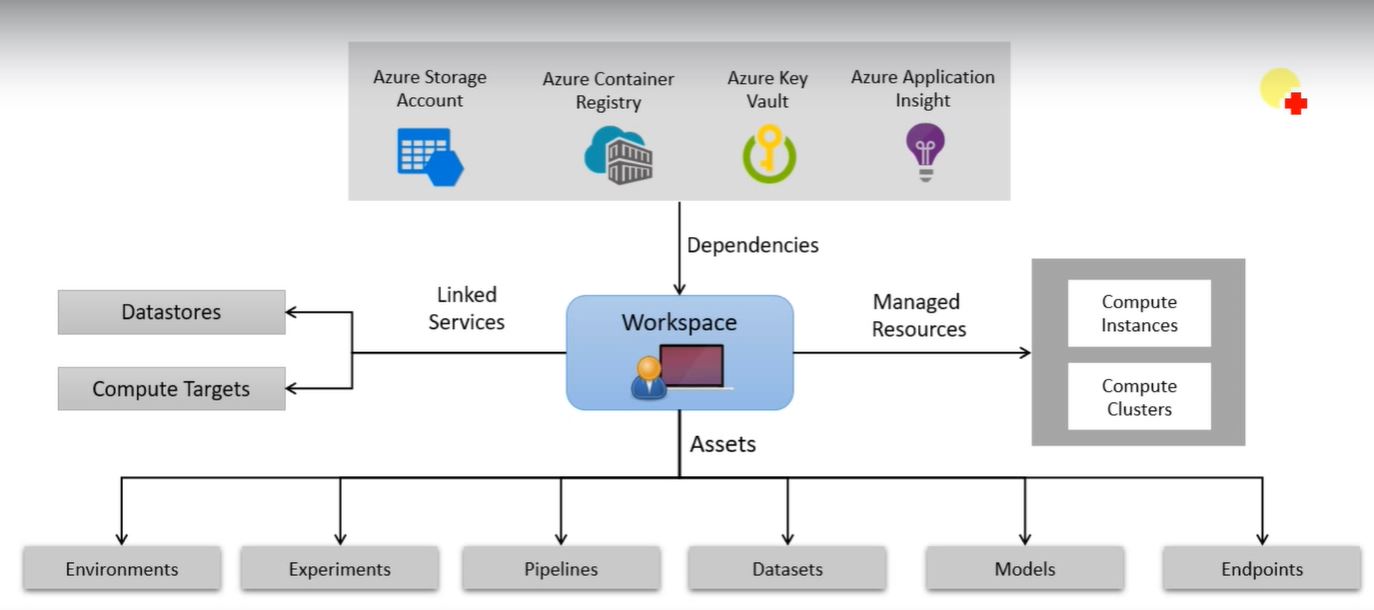 Azure Storage
Account
Azure Container
Registry
Azure Key
Vault
Azure Application
Insight
Dependencies
Datastores
Compute Targets
Linked
Services
Workspace
Managed
Resources
Compute
Instances
Compute
Clusters
Assets
Environments
Experiments
Pipelines
Datasets
Models
Endpoints